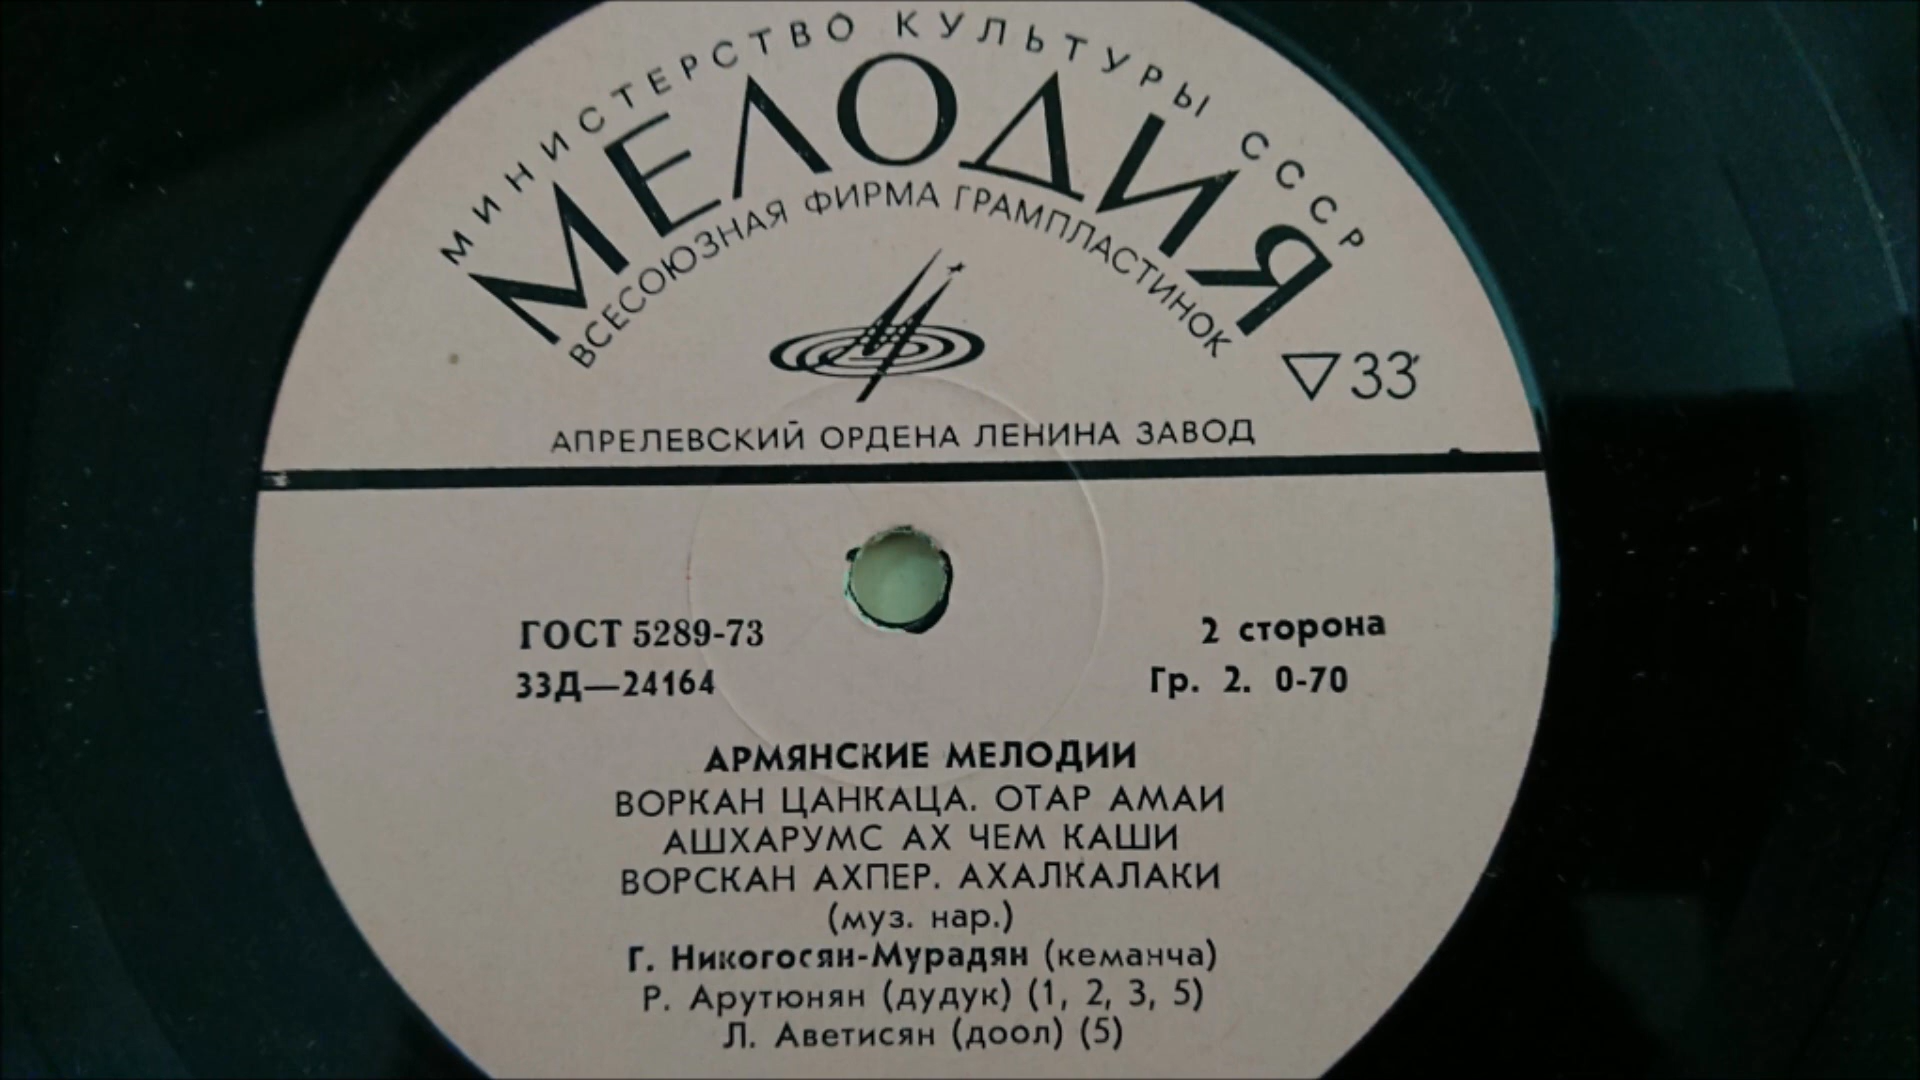 МИНИСТЕРСТВО КУЛЬТУРЫ СССР
МЕЛОДИЯ
ВСЕСОЮЗНАЯ ФИРМА ГРАМПЛАСТИНОК
▽33
АПРЕЛЕВСКИЙ ОРДЕНА ЛЕНИНА ЗАВОД
ГОСТ 5289-73
2 сторона
33Д—24164
Гр. 2. 0-70
АРМЯНСКИЕ МЕЛОДИИ
ВОРКАН ЦАНКАЦА. ОТАР АМАИ
АШХАРУМС АХ ЧЕМ КАШИ
ВОРСКАН АХПЕР. АХАЛКАЛАКИ
(муз. нар.)
Г. Никогосян-Мурадян (кеманча)
Р. Арутюнян (дудук) (1, 2, 3, 5)
Л. Аветисян (доол) (5)